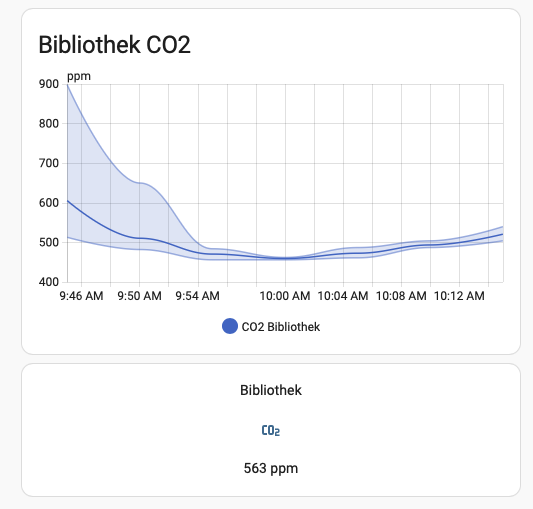 Bibliothek CO2
ppm
900
800
700
600
500
400
9:46 AM 9:50 AM 9:54 AM 10:00 AM 10:04 AM 10:08 AM 10:12 AM
CO2 Bibliothek
Bibliothek
CO2
563 ppm